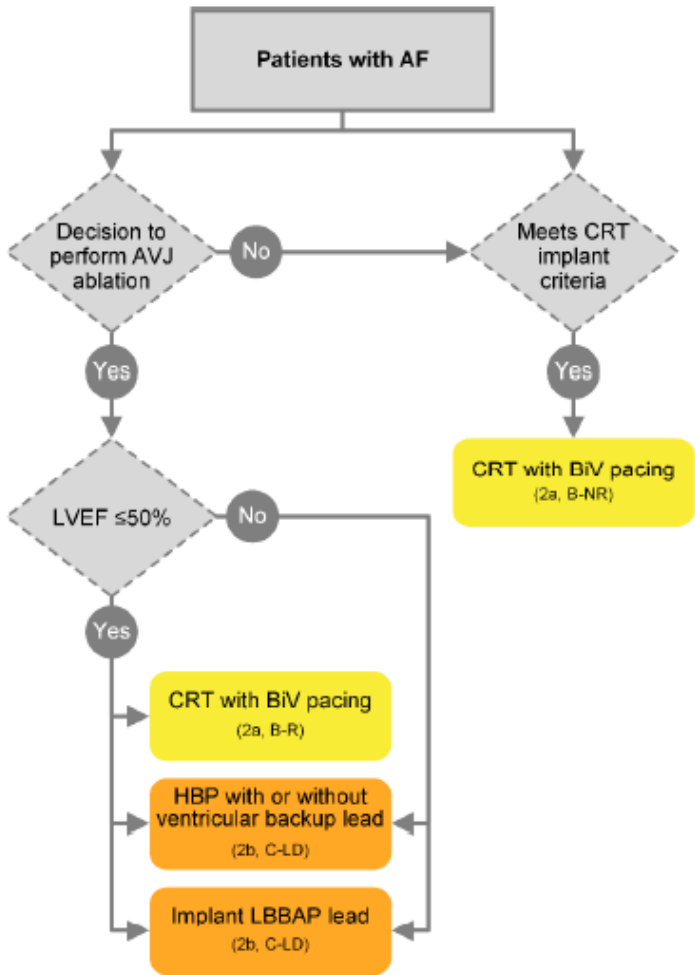 Patients with AF
Decision to
perform AVJ
ablation
No
Meets CRT
implant
criteria
Yes
Yes
CRT with BiV pacing
(2a, B-NR)
LVEF ≤50%
No
Yes
CRT with BiV pacing
(2a, B-R)
HBP with or without
ventricular backup lead
(2b, C-LD)
Implant LBBAP lead
(2b, C-LD)